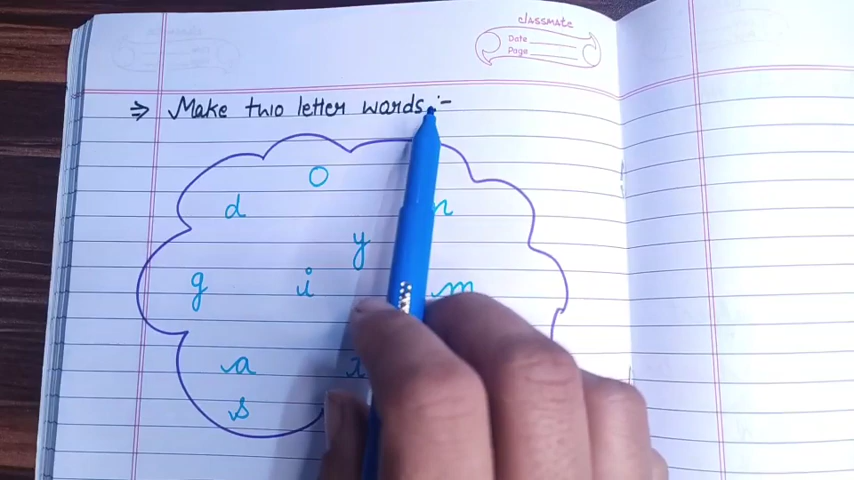 classmate
Date
Page
⇒ Make two letter words :-
o
d n
y
g i m
a x
s